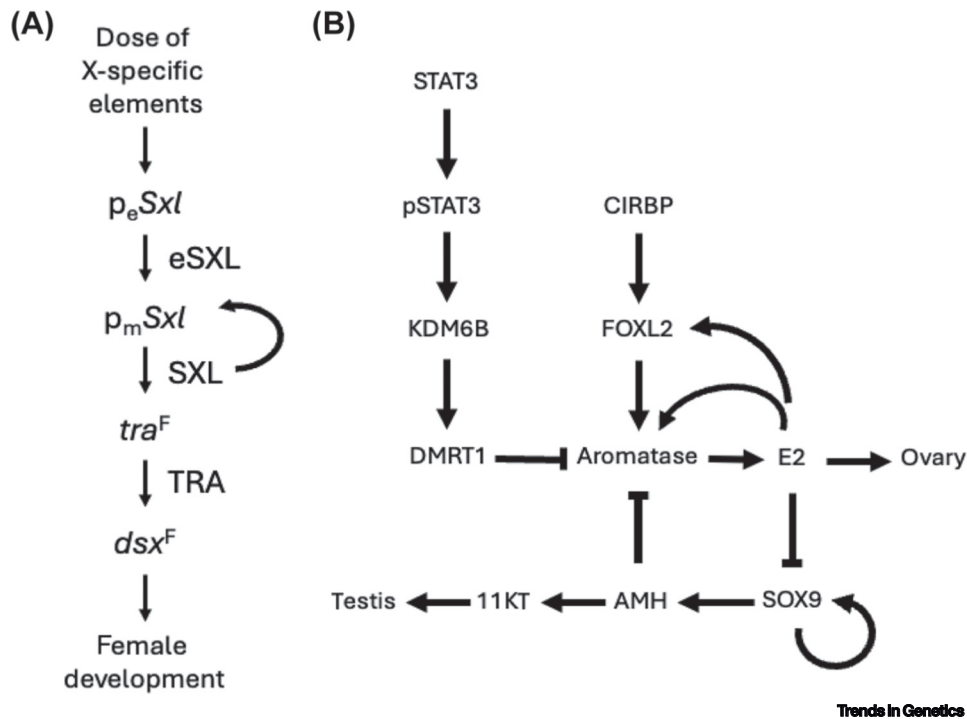 (A)
Dose of
X-specific
elements
peSxl
eSXL
pmSxl
SXL
traF
TRA
dsxF
Female
development
(B)
STAT3
pSTAT3 CIRBP
KDM6B FOXL2
DMRT1 Aromatase E2 Ovary
Testis 11KT AMH SOX9
Trends in Genetics